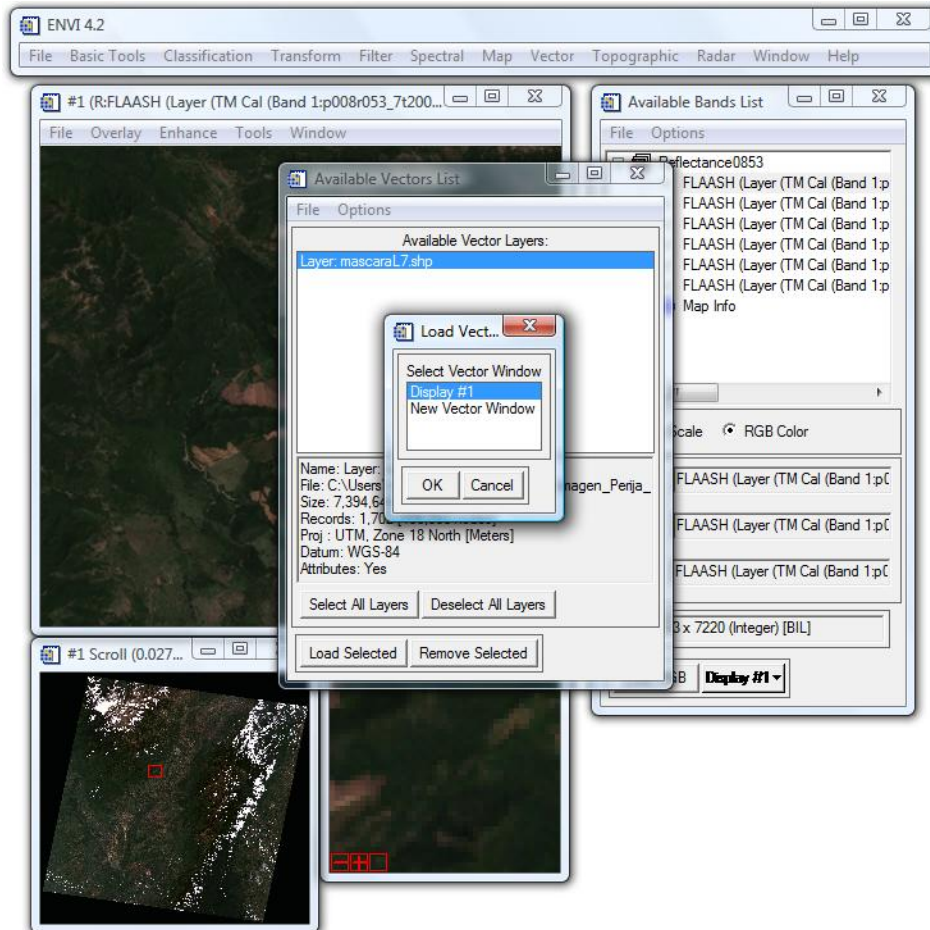 ENVI 4.2
File Basic Tools Classification Transform Filter Spectral Map Vector Topographic Radar Window Help
#1 (R:FLAASH (Layer (TM Cal (Band 1:p008r053_7t200...
File Overlay Enhance Tools Window
Available Bands List
File Options
Reflectance0853
FLAASH (Layer (TM Cal (Band 1:p
FLAASH (Layer (TM Cal (Band 1:p
FLAASH (Layer (TM Cal (Band 1:p
FLAASH (Layer (TM Cal (Band 1:p
FLAASH (Layer (TM Cal (Band 1:p
FLAASH (Layer (TM Cal (Band 1:p
Map Info
Scale RGB Color
FLAASH (Layer (TM Cal (Band 1:p0
FLAASH (Layer (TM Cal (Band 1:p0
FLAASH (Layer (TM Cal (Band 1:p0
3 x 7220 (Integer) [BIL]
GB Display #1
Available Vectors List
File Options
Available Vector Layers:
Layer: mascaraL7.shp
Load Vect...
Select Vector Window
Display #1
New Vector Window
OK Cancel
Name: Layer:
File: C:\Users magen_Perija_
Size: 7,394,64
Records: 1,702
Proj : UTM, Zone 18 North [Meters]
Datum: WGS-84
Attributes: Yes
Select All Layers Deselect All Layers
Load Selected Remove Selected
#1 Scroll (0.027...